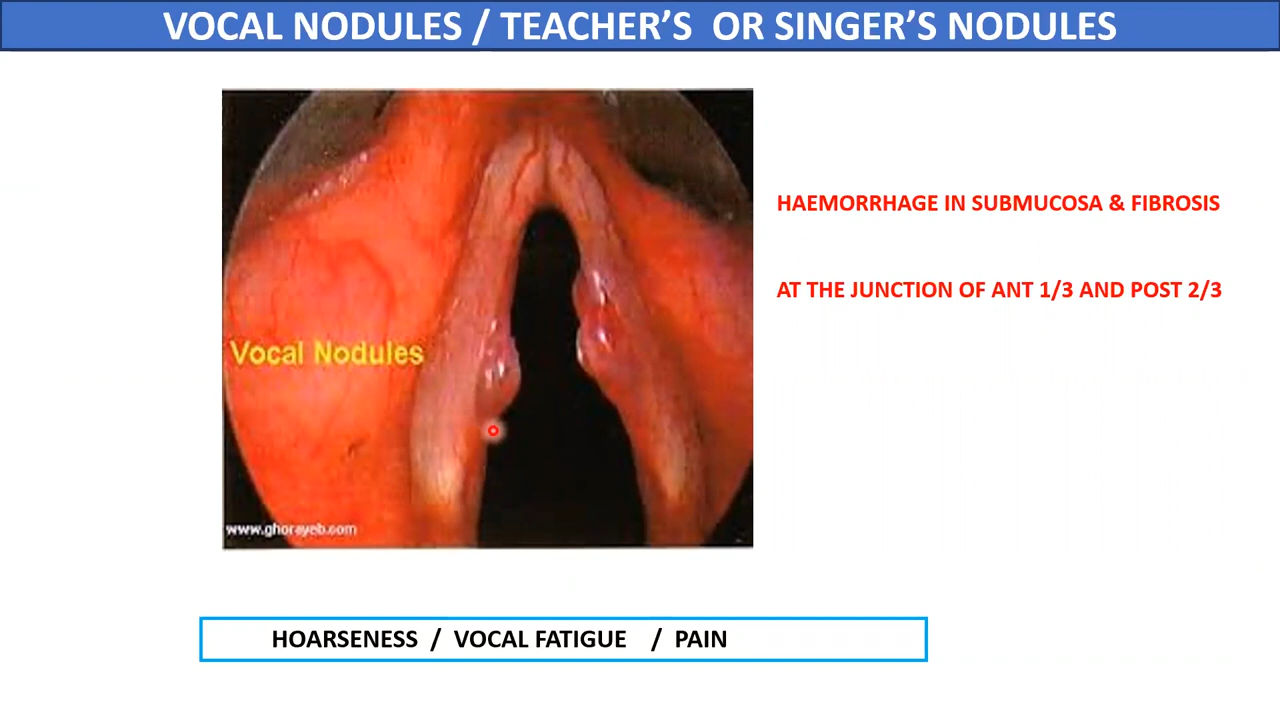 VOCAL NODULES / TEACHER'S OR SINGER'S NODULES
HAEMORRHAGE IN SUBMUCOSA & FIBROSIS
AT THE JUNCTION OF ANT 1/3 AND POST 2/3
Vocal Nodules
www.ghorayeb.com
HOARSENESS / VOCAL FATIGUE / PAIN